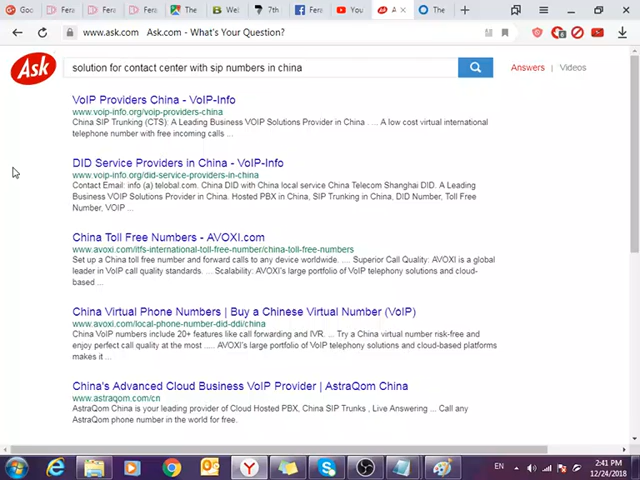 Goo
Fera
Fera
Fera
The
Wel
7th
Fera
You
A
The
www.ask.com Ask.com - What's Your Question?
6
Ask
solution for contact center with sip numbers in china
Answers | Videos
VoIP Providers China - VoIP-Info
www.voip-info.org/voip-providers-china
China SIP Trunking (CTS): A Leading Business VOIP Solutions Provider in China .... A low cost virtual international
telephone number with free incoming calls ...
DID Service Providers in China - VoIP-Info
www.voip-info.org/did-service-providers-in-china
Contact Email: info (a) telobal.com. China DID with China local service China Telecom Shanghai DID. A Leading
Business VOIP Solutions Provider in China. Hosted PBX in China, SIP Trunking in China, DID Number, Toll Free
Number, VOIP ...
China Toll Free Numbers - AVOXI.com
www.avoxi.com/itfs-international-toll-free-number/china-toll-free-numbers
Set up a China toll free number and forward calls to any device worldwide. .... Superior Call Quality: AVOXI is a global
leader in VoIP call quality standards. ... Scalability: AVOXI's large portfolio of VoIP telephony solutions and cloud-
based ...
China Virtual Phone Numbers | Buy a Chinese Virtual Number (VoIP)
www.avoxi.com/local-phone-number-did-ddi/china
China VoIP numbers include 20+ features like call forwarding and IVR. ... Try a China virtual number risk-free and
enjoy perfect call quality at the most .... AVOXI's large portfolio of VoIP telephony solutions and cloud-based platforms
makes it ...
China's Advanced Cloud Business VoIP Provider | AstraQom China
www.astraqom.com/cn
AstraQom China is your leading provider of Cloud Hosted PBX, China SIP Trunks , Live Answering ... Call any
AstraQom phone number in the world for free.
EN
2:41 PM
12/24/2018